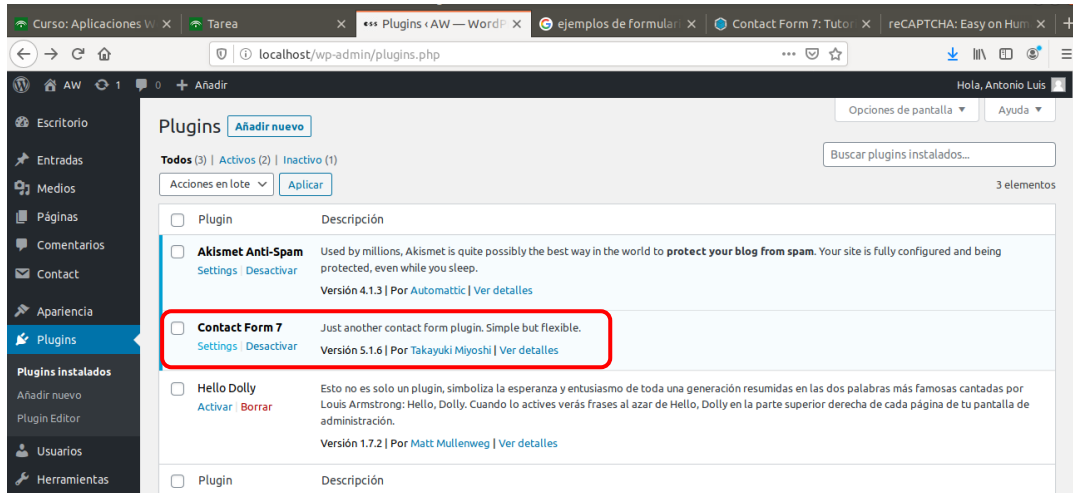 Curso: Aplicaciones W
Tarea
Plugins ‹ AW — WordP
ejemplos de formular
Contact Form 7: Tutor
reCAPTCHA: Easy on Hum
localhost/wp-admin/plugins.php
AW 1 0 + Añadir
Hola, Antonio Luis
Opciones de pantalla ▼
Ayuda ▼
Escritorio
Entradas
Medios
Páginas
Comentarios
Contact
Apariencia
Plugins
Plugins instalados
Añadir nuevo
Plugin Editor
Usuarios
Herramientas
Plugins Añadir nuevo
Todos (3) | Activos (2) | Inactivo (1)
Buscar plugins instalados...
Acciones en lote Aplicar
3 elementos
Plugin Descripción
Akismet Anti-Spam
Settings | Desactivar
Used by millions, Akismet is quite possibly the best way in the world to protect your blog from spam. Your site is fully configured and being
protected, even while you sleep.
Versión 4.1.3 | Por Automattic | Ver detalles
Contact Form 7
Settings | Desactivar
Just another contact form plugin. Simple but flexible.
Versión 5.1.6 | Por Takayuki Miyoshi | Ver detalles
Hello Dolly
Activar | Borrar
Esto no es solo un plugin, simboliza la esperanza y entusiasmo de toda una generación resumidas en las dos palabras más famosas cantadas por
Louis Armstrong: Hello, Dolly. Cuando lo actives verás frases al azar de Hello, Dolly en la parte superior derecha de cada página de tu pantalla de
administración.
Versión 1.7.2 | Por Matt Mullenweg | Ver detalles
Plugin Descripción